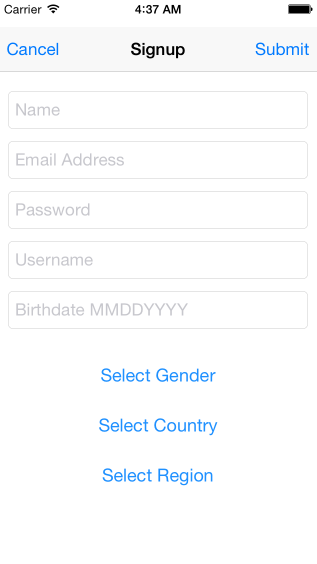 Carrier 4:37 AM
Cancel Signup Submit
Name
Email Address
Password
Username
Birthdate MMDDYYYY
Select Gender
Select Country
Select Region